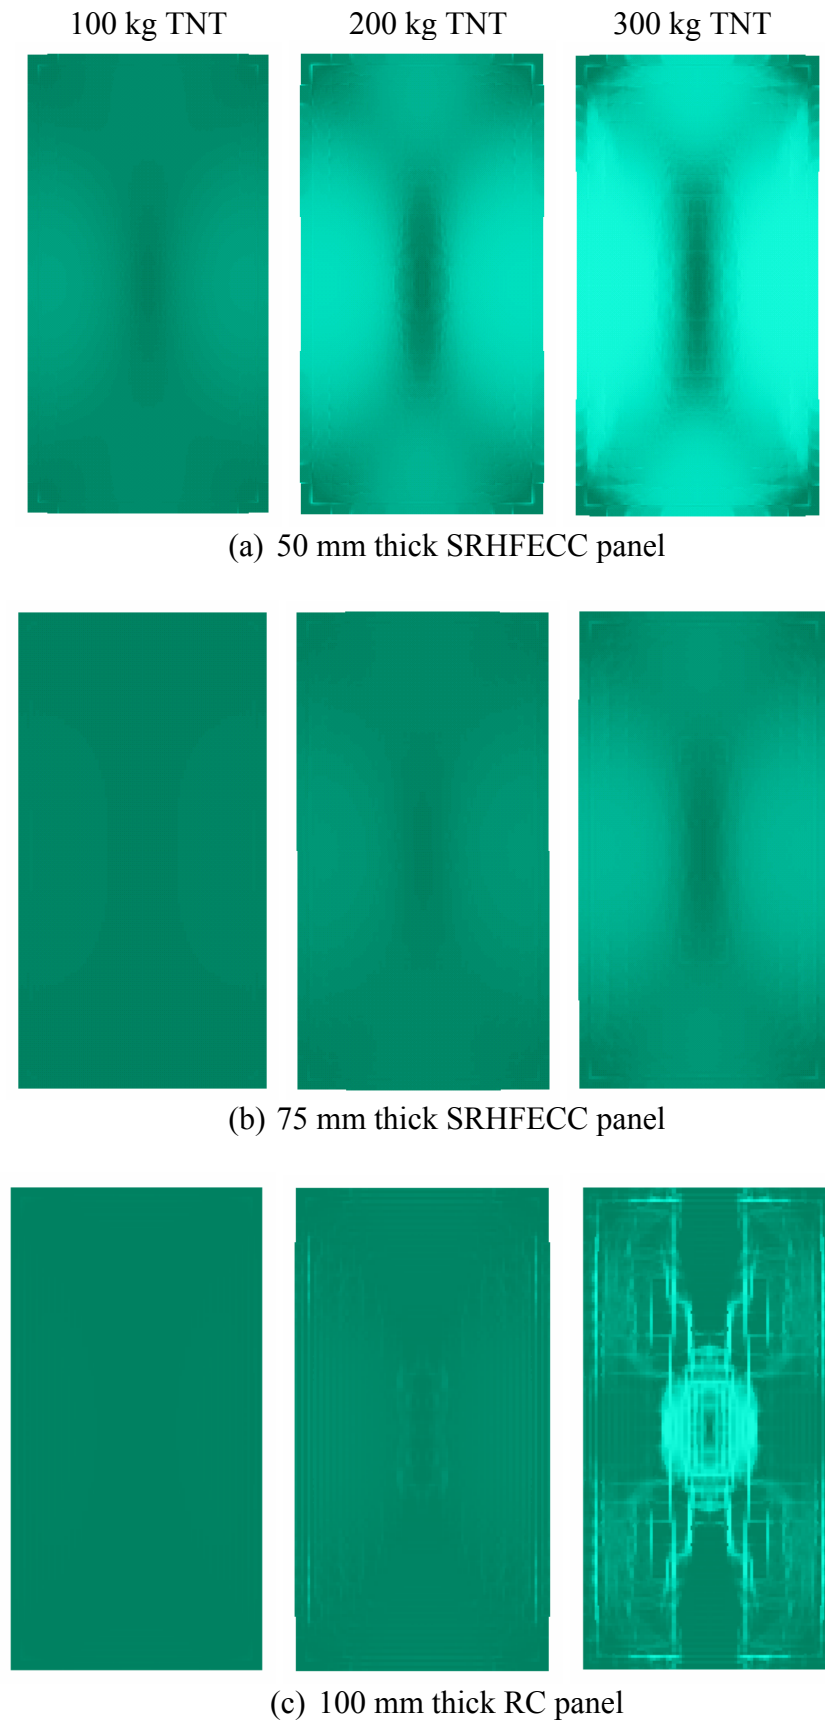 100 kg TNT 200 kg TNT 300 kg TNT
(a) 50 mm thick SRHFECC panel
(b) 75 mm thick SRHFECC panel
(c) 100 mm thick RC panel